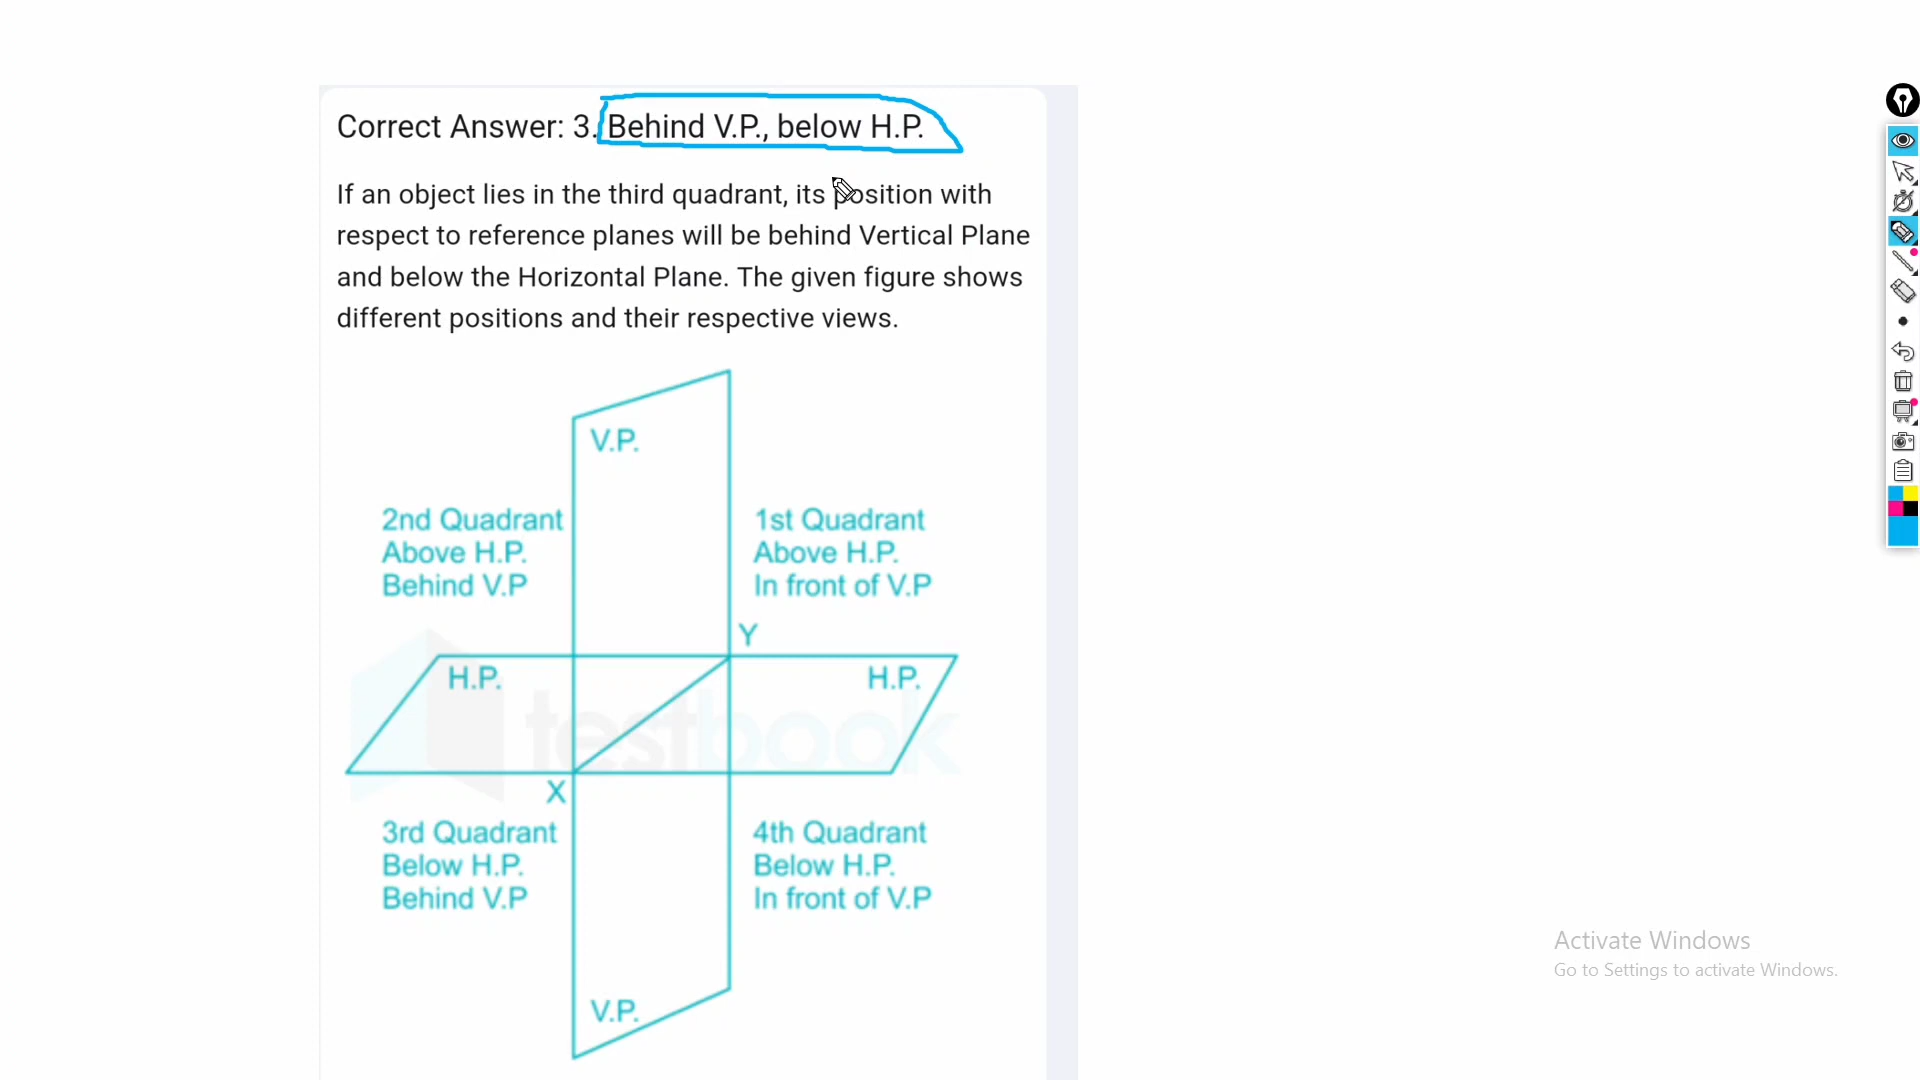 Correct Answer: 3. Behind V.P., below H.P.
If an object lies in the third quadrant, its position with
respect to reference planes will be behind Vertical Plane
and below the Horizontal Plane. The given figure shows
different positions and their respective views.
V.P.
2nd Quadrant
Above H.P.
Behind V.P
1st Quadrant
Above H.P.
In front of V.P
Y
H.P.
H.P.
testbook
X
3rd Quadrant
Below H.P.
Behind V.P
4th Quadrant
Below H.P.
In front of V.P
V.P.
Activate Windows
Go to Settings to activate Windows.